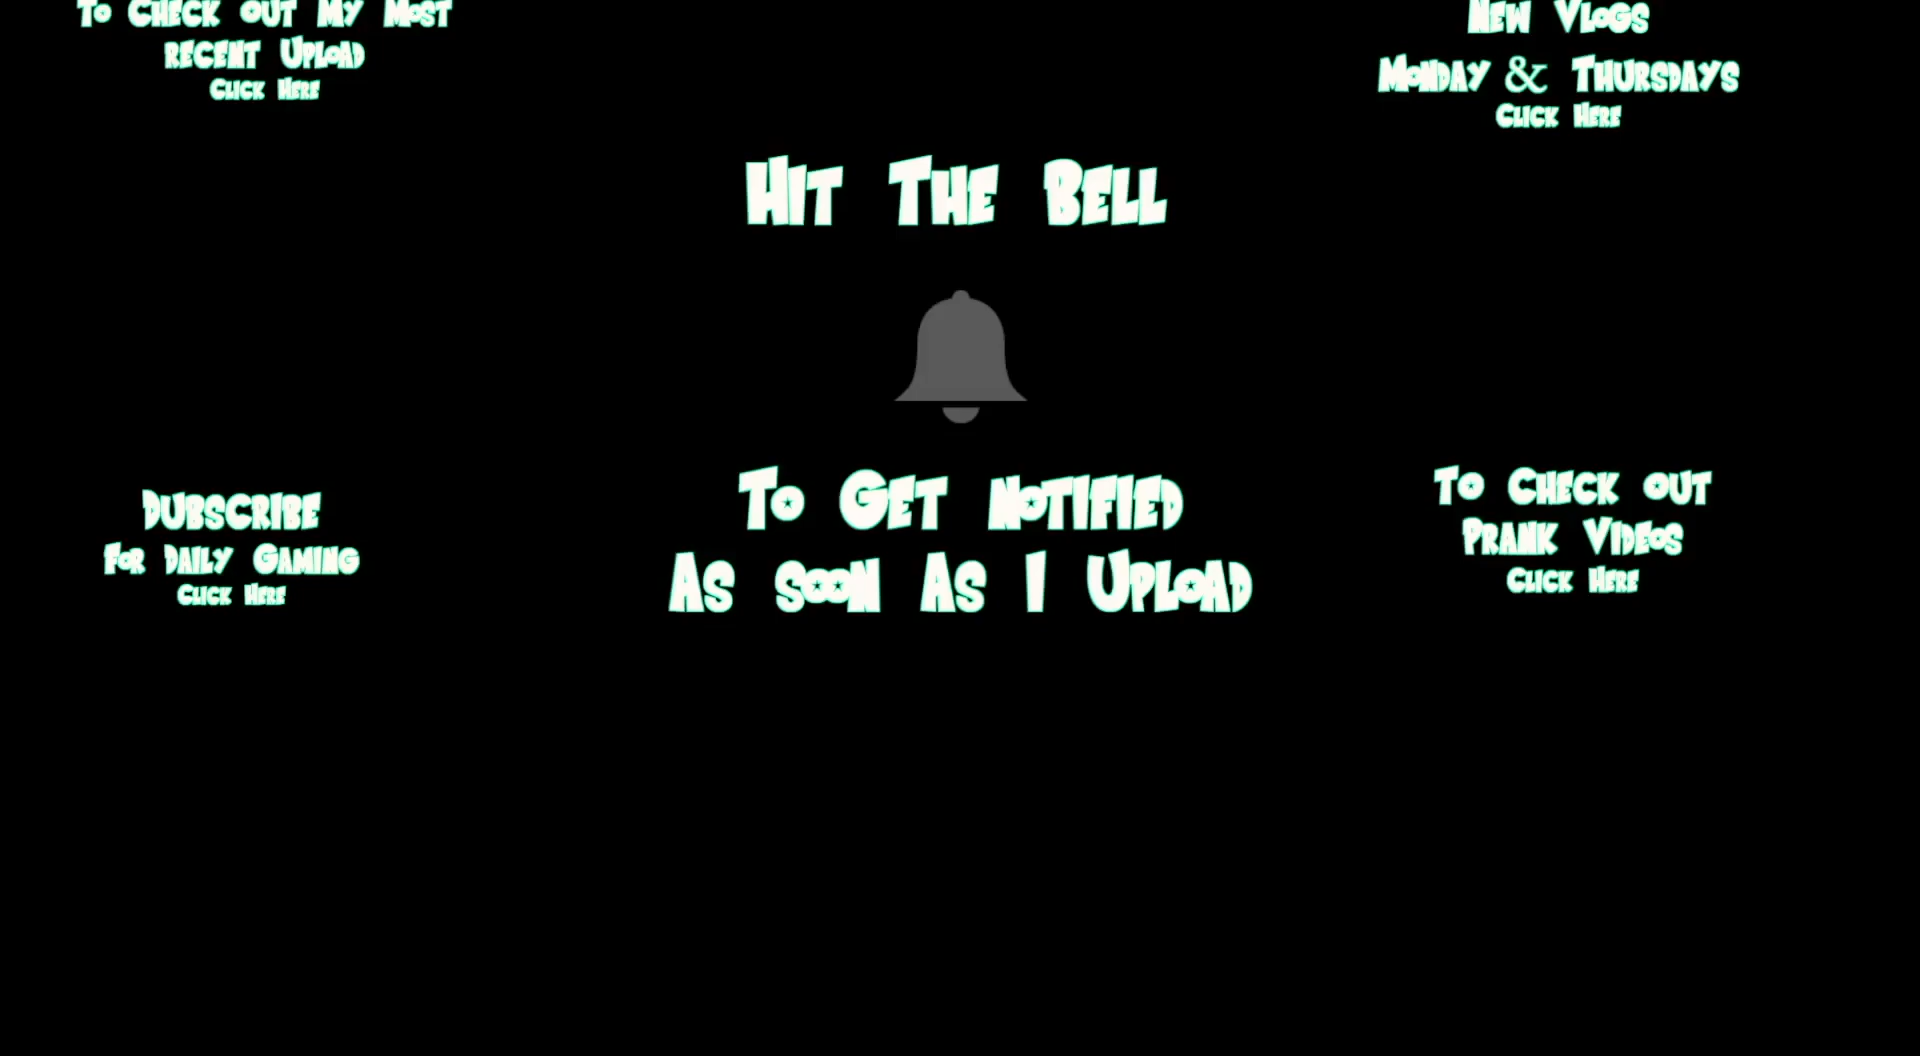 To Check out My Most
recent Upload
Click Here
New Vlogs
Monday & Thursdays
Click Here
Hit The Bell
To Get Notified
As soon As I Upload
Dubscribe
For Daily Gaming
Click Here
To Check out
Prank Videos
Click Here